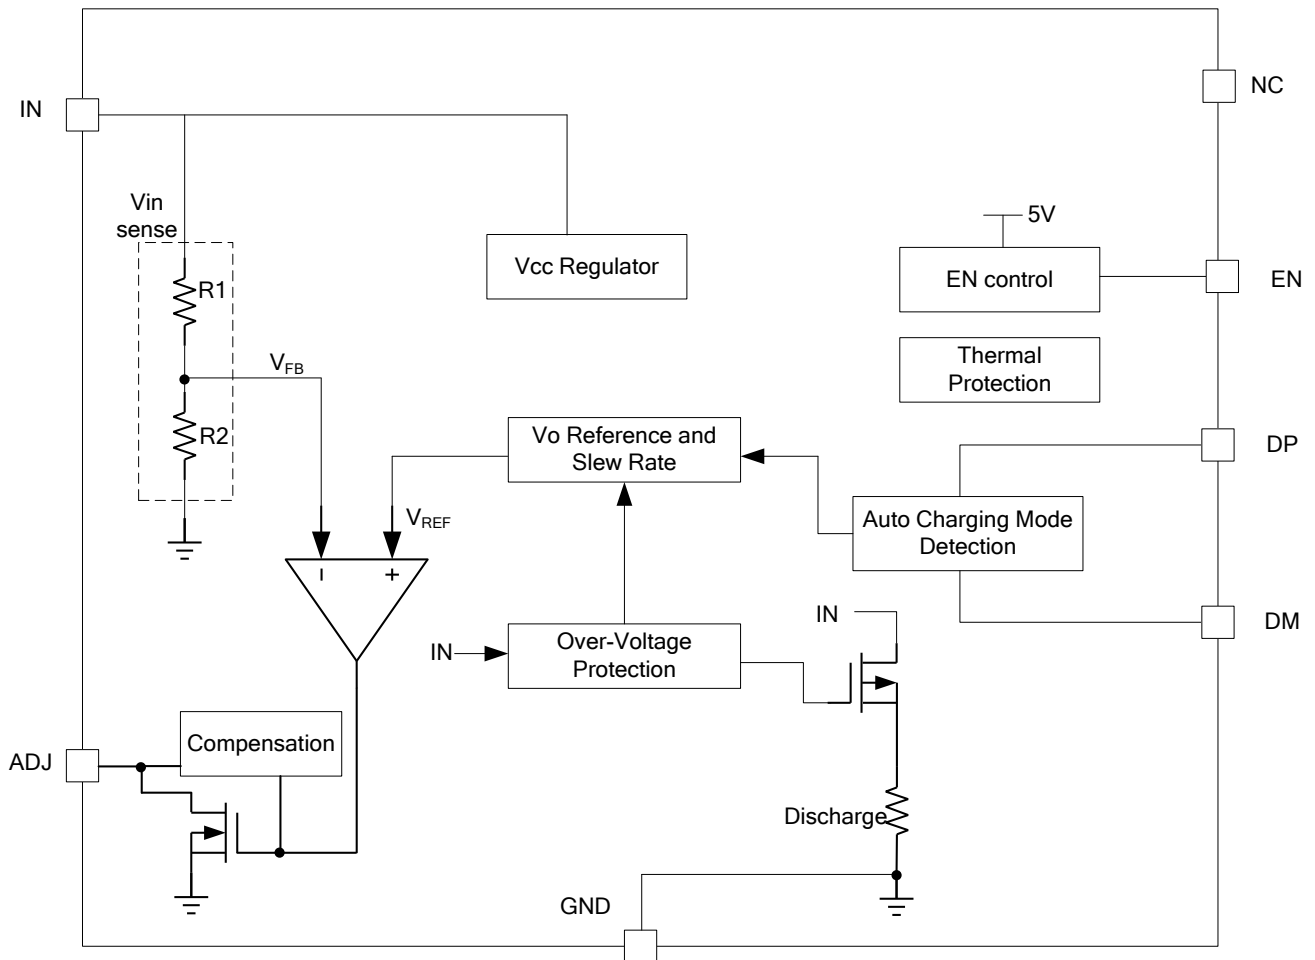 NC
IN
Vin
sense
5V
Vcc Regulator
EN control
EN
R1
Thermal
Protection
VFB
R2
Vo Reference and
Slew Rate
DP
VREF
Auto Charging Mode
Detection
− +
IN
DM
IN
Over-Voltage
Protection
Compensation
ADJ
Discharge
GND